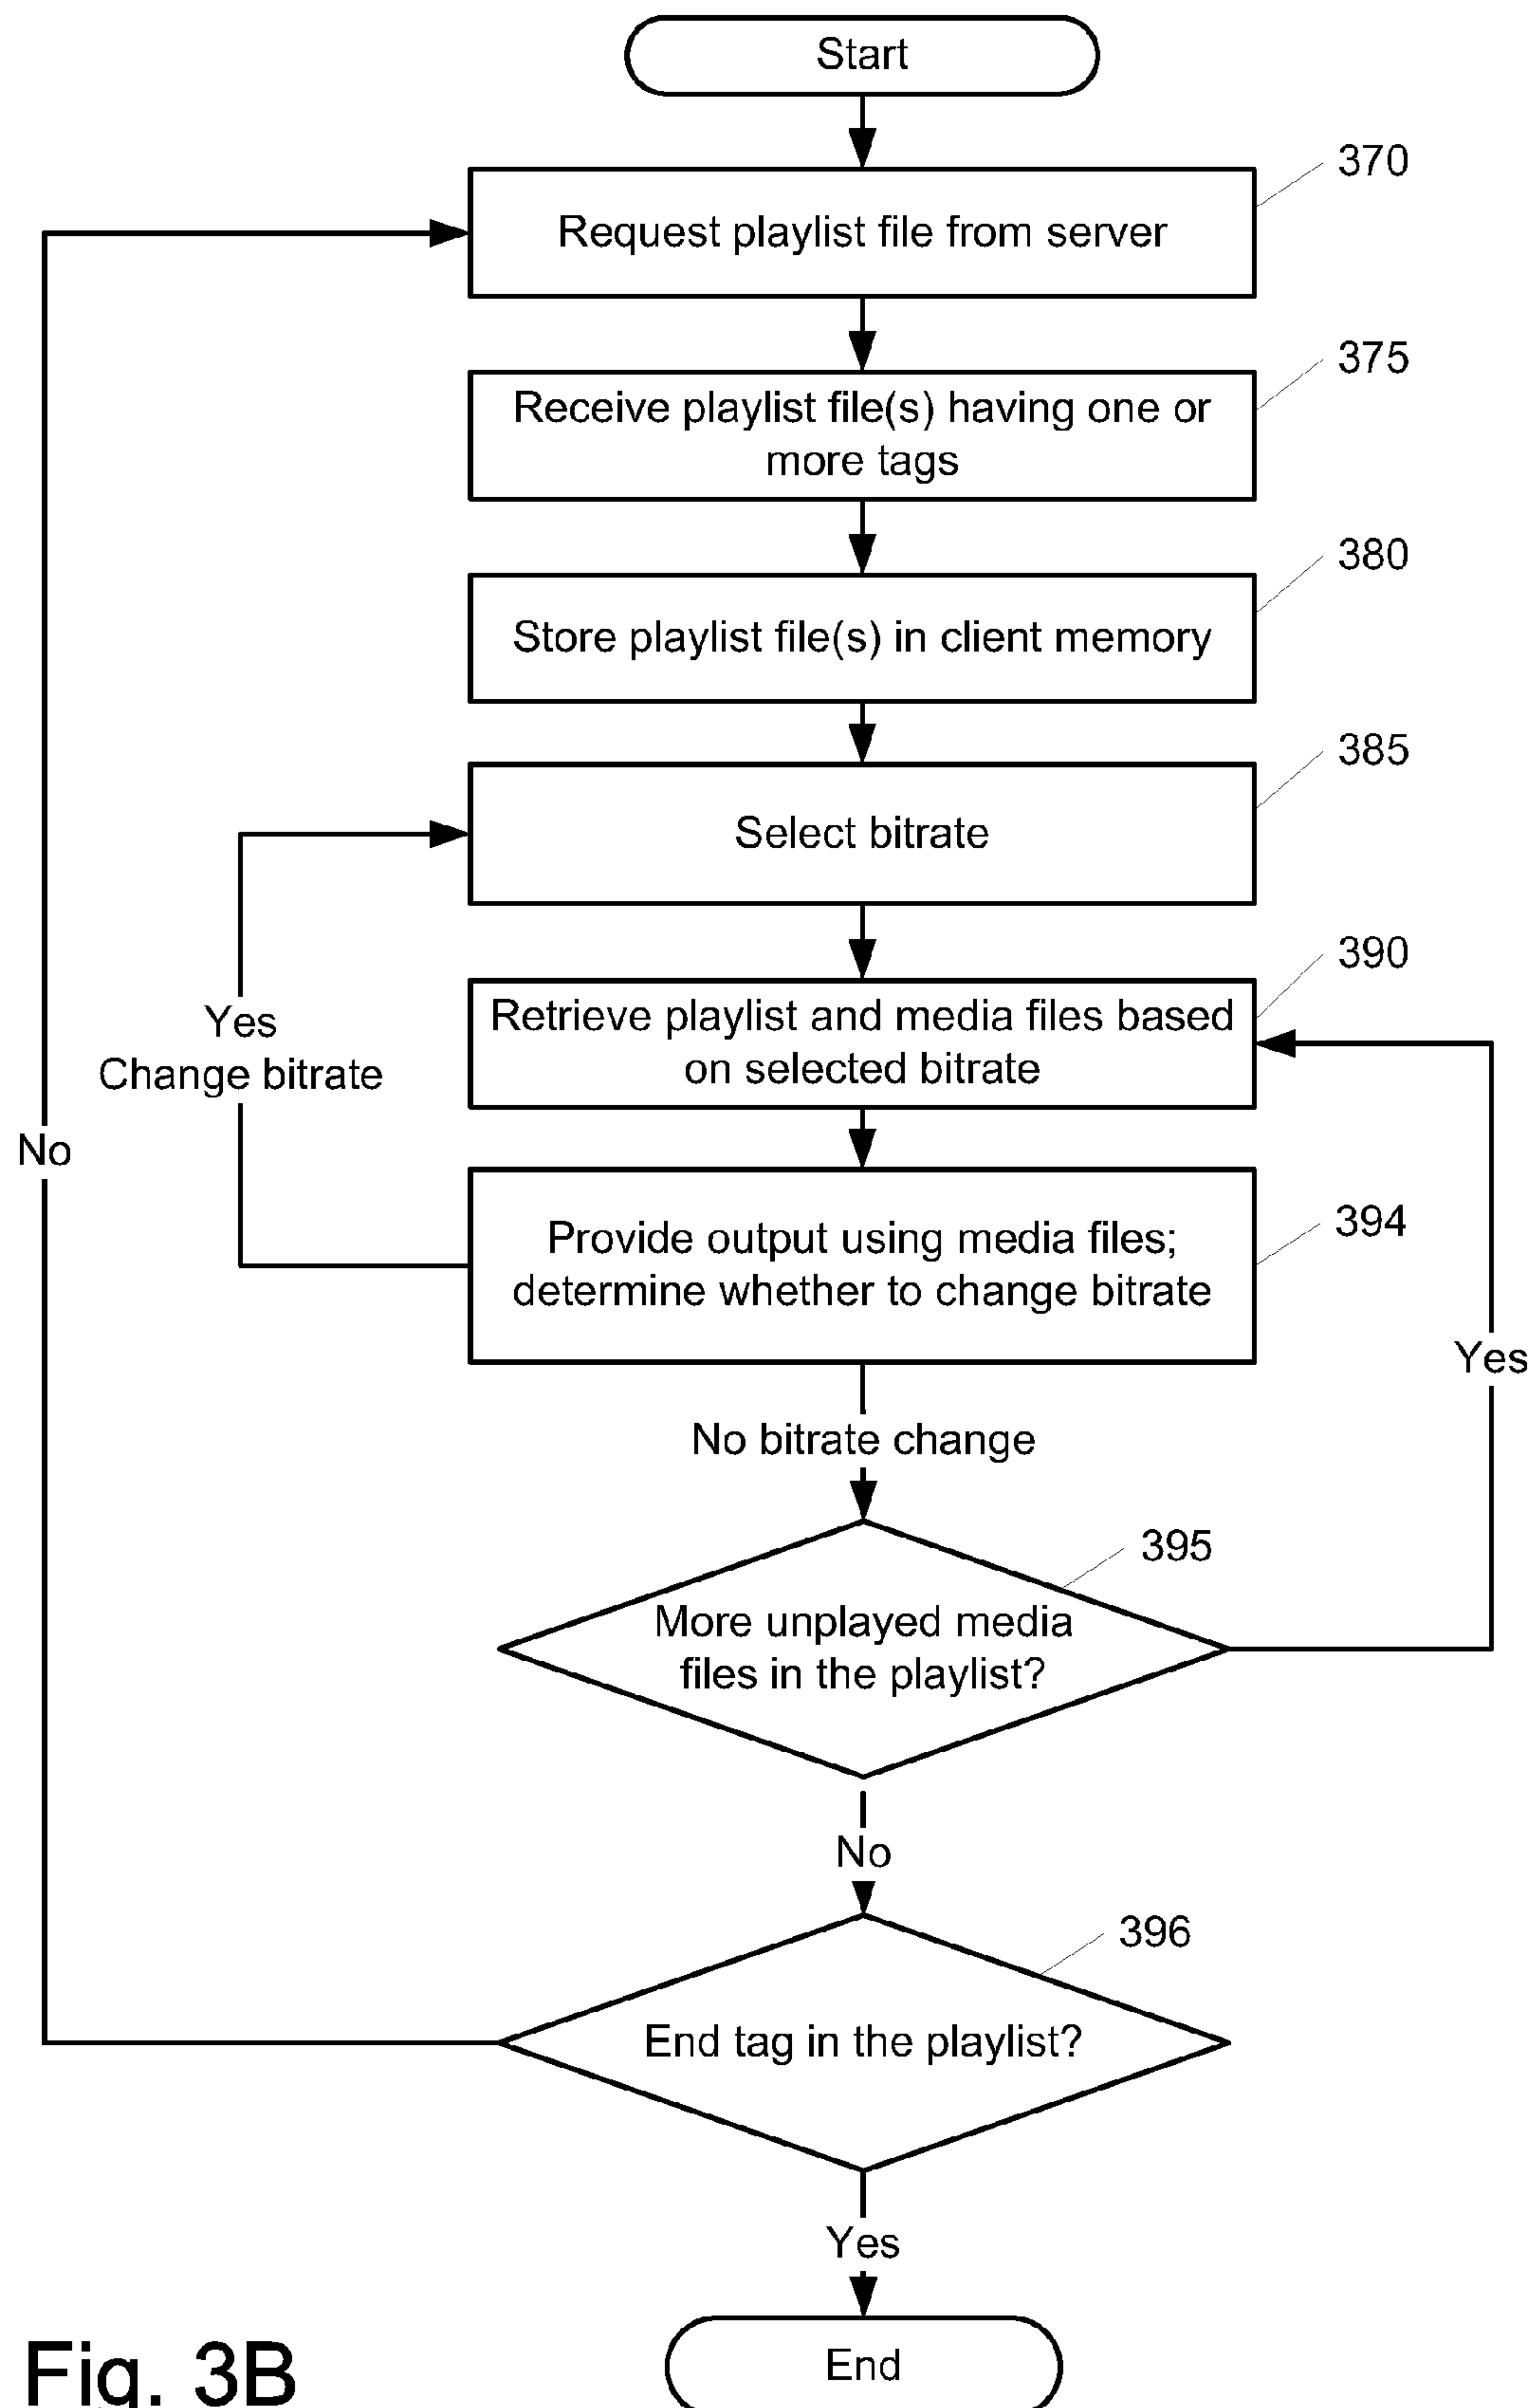 Start
370
Request playlist file from server
375
Receive playlist file(s) having one or
more tags
380
Store playlist file(s) in client memory
385
Select bitrate
390
Retrieve playlist and media files based
on selected bitrate
Yes
Change bitrate
No
394
Provide output using media files;
determine whether to change bitrate
Yes
No bitrate change
395
More unplayed media
files in the playlist?
No
396
End tag in the playlist?
Yes
End
Fig. 3B